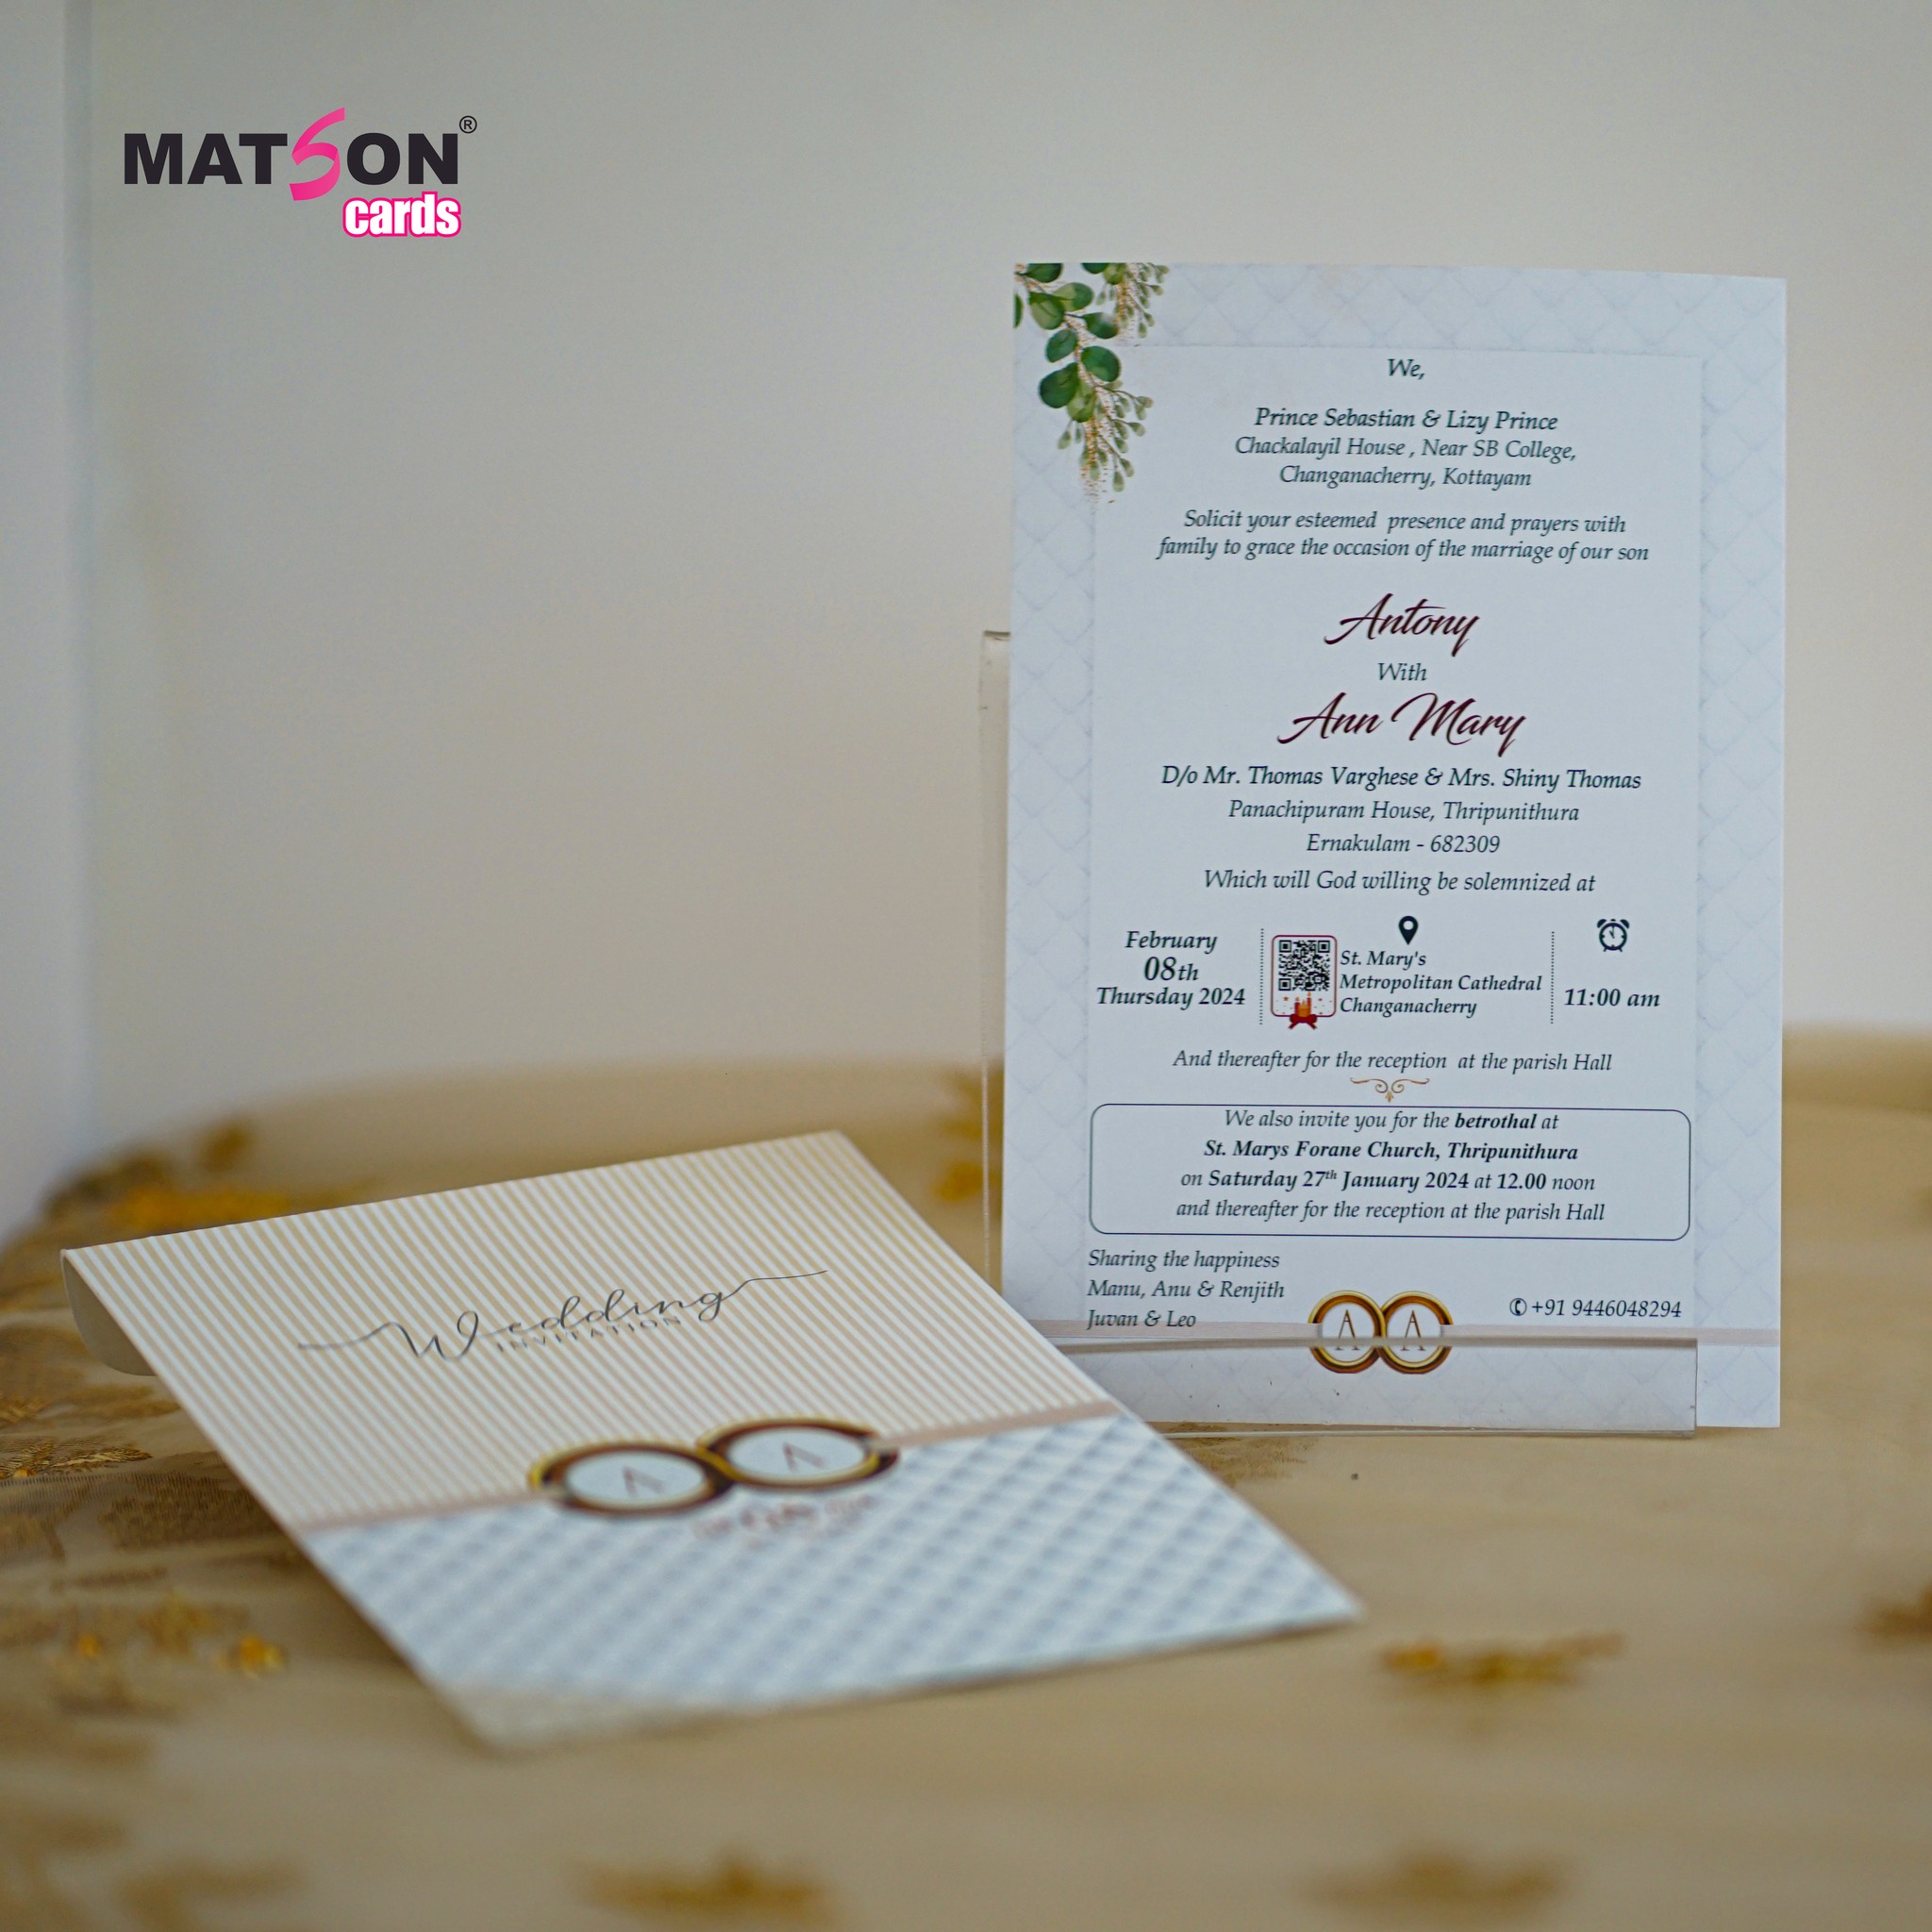 MATSON®
cards
We,
Prince Sebastian & Lizy Prince
Chackalayil House , Near SB College,
Changanacherry, Kottayam
Solicit your esteemed presence and prayers with
family to grace the occasion of the marriage of our son
Antony
With
Ann Mary
D/o Mr. Thomas Varghese & Mrs. Shiny Thomas
Panachipuram House, Thripunithura
Ernakulam - 682309
Which will God willing be solemnized at
February
08th
Thursday 2024
St. Mary's
Metropolitan Cathedral
Changanacherry
11:00 am
And thereafter for the reception at the parish Hall
We also invite you for the betrothal at
St. Marys Forane Church, Thripunithura
on Saturday 27th January 2024 at 12.00 noon
and thereafter for the reception at the parish Hall
Sharing the happiness
Manu, Anu & Renjith
Juvan & Leo
A A
✆ +91 9446048294
Wedding
INVITATION
A A